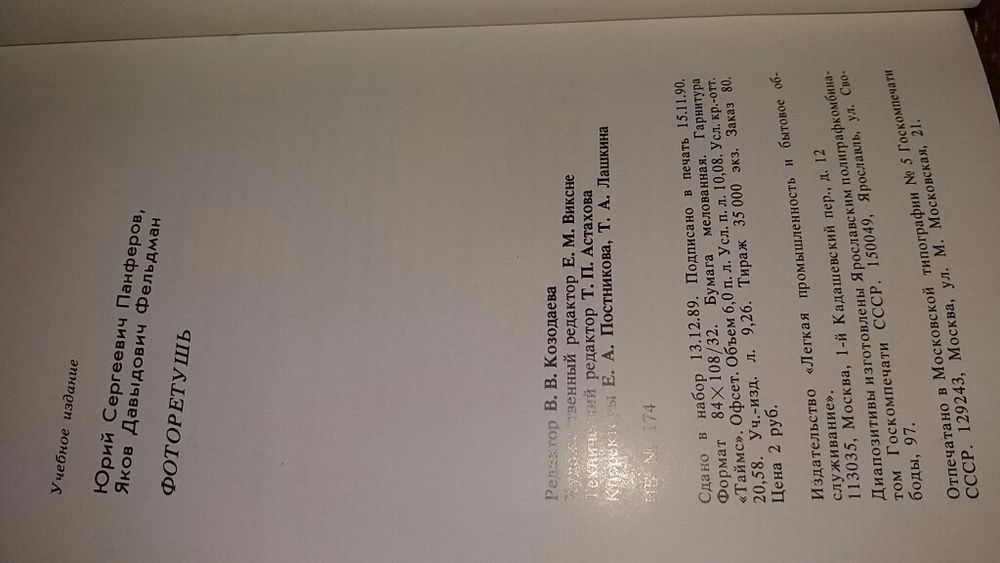 Учебное издание
Юрий Сергеевич Панферов,
Яков Давыдович Фельдман
ФОТОРЕТУШЬ
Редактор В. В. Козодаева
Художественный редактор Е. М. Виксне
Технический редактор Т. П. Астахова
Корректоры Е. А. Постникова, Т. А. Лашкина
ИБ № 174
Сдано в набор 13.12.89. Подписано в печать 15.11.90.
Формат 84×108/32. Бумага мелованная. Гарнитура
«Таймс». Офсет. Объем 6,0 п. л. Усл. п. л. 10,08. Усл. кр.-отт.
20,58. Уч.-изд. л. 9,26. Тираж 35 000 экз. Заказ 80.
Цена 2 руб.
Издательство «Легкая промышленность и бытовое об-
служивание».
113035, Москва, 1-й Кадашевский пер., д. 12
Диапозитивы изготовлены Ярославским полиграфкомбина-
том Госкомпечати СССР. 150049, Ярославль, ул. Сво-
боды, 97.
Отпечатано в Московской типографии № 5 Госкомпечати
СССР. 129243, Москва, ул. М. Московская, 21.